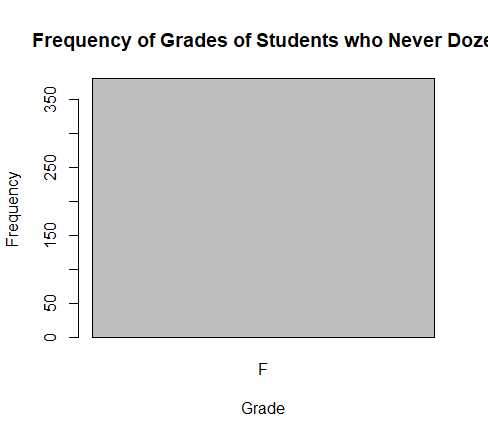 Frequency of Grades of Students who Never Doze
350
250
150
50
0
Frequency
F
Grade